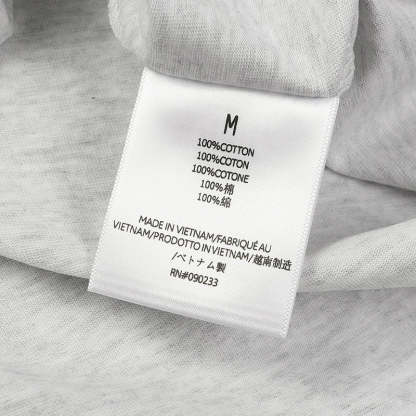 M
100%COTTON
100%COTON
100%COTONE
100%棉
100%綿
MADE IN VIETNAM/FABRIQUÉ AU
VIETNAM/PRODOTTO IN VIETNAM/越南制造
/ベトナム製
RN#090233